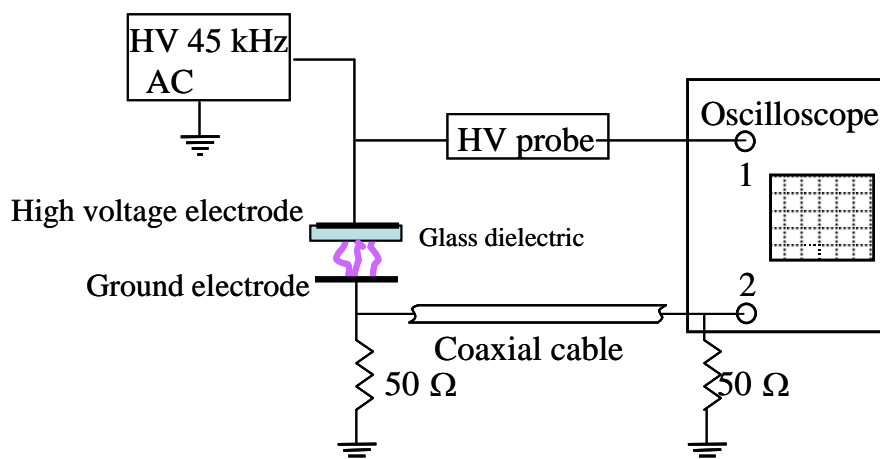 HV 45 kHz
AC
Oscilloscope
HV probe
1
High voltage electrode
Glass dielectric
Ground electrode
2
Coaxial cable
50 Ω
50 Ω